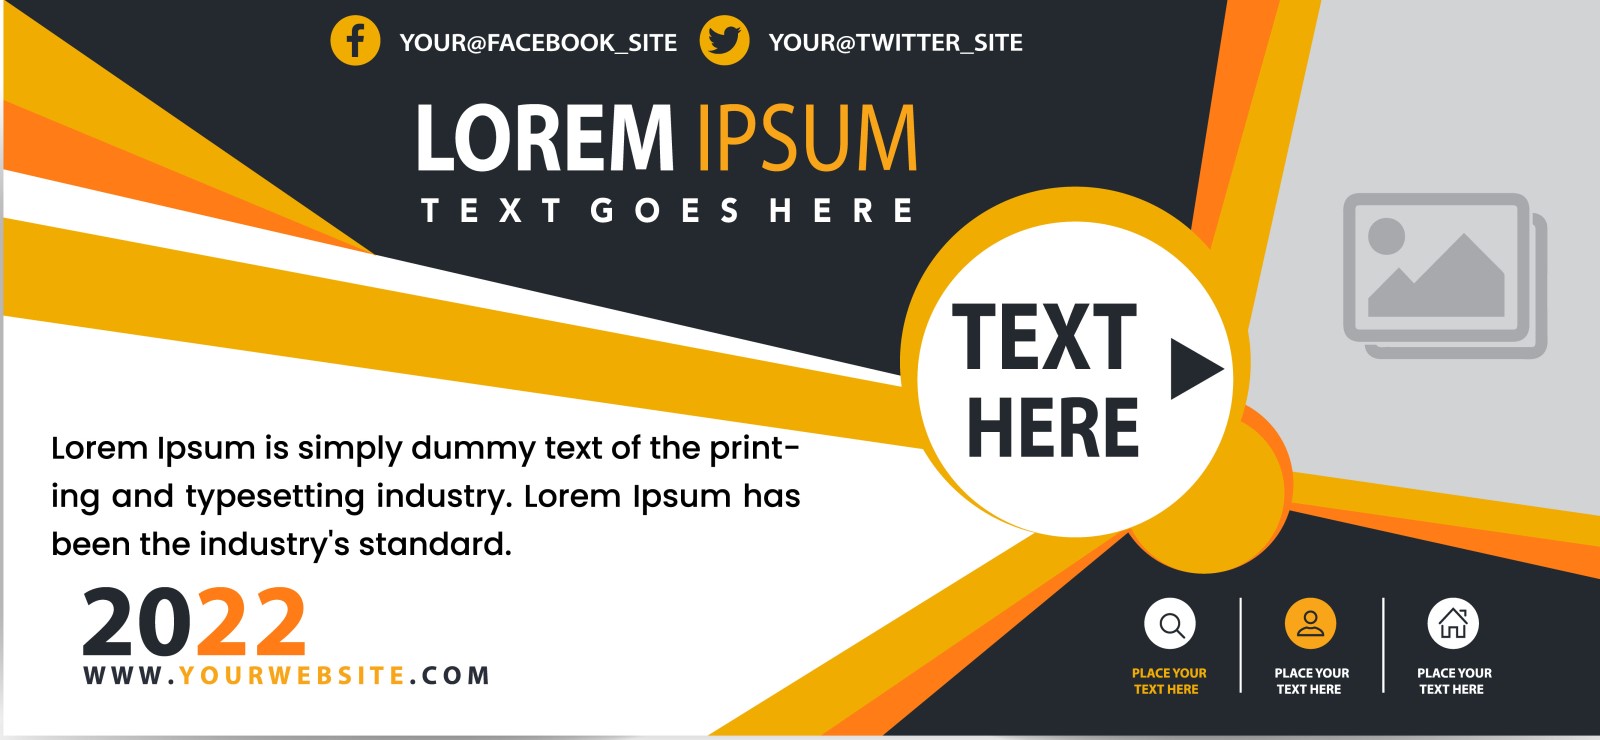 YOUR@FACEBOOK_SITE YOUR@TWITTER_SITE
LOREM IPSUM
TEXT GOES HERE
TEXT
HERE
Lorem Ipsum is simply dummy text of the print-
ing and typesetting industry. Lorem Ipsum has
been the industry's standard.
2022
WWW.YOURWEBSITE.COM
PLACE YOUR
TEXT HERE
PLACE YOUR
TEXT HERE
PLACE YOUR
TEXT HERE